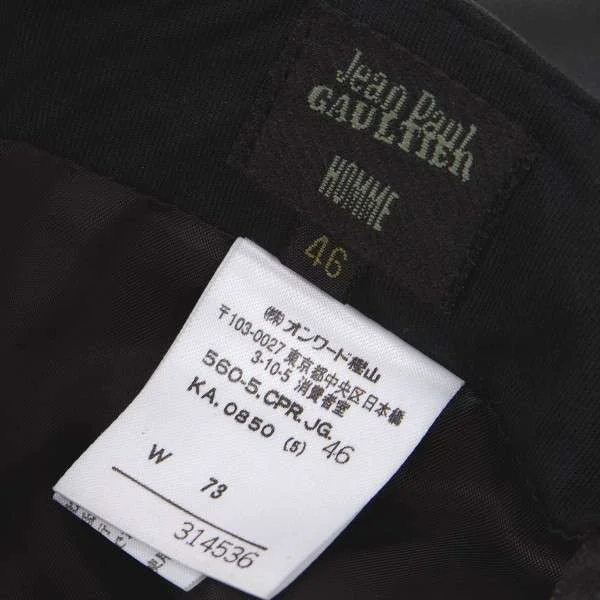 Jean Paul
GAULTIER
HOMME
46
㈱オンワード樫山
〒103-0027 東京都中央区日本橋
3-10-5 消費者室
560-5.CPR.JG.
KA.0850 (5) 46
W 73
314536